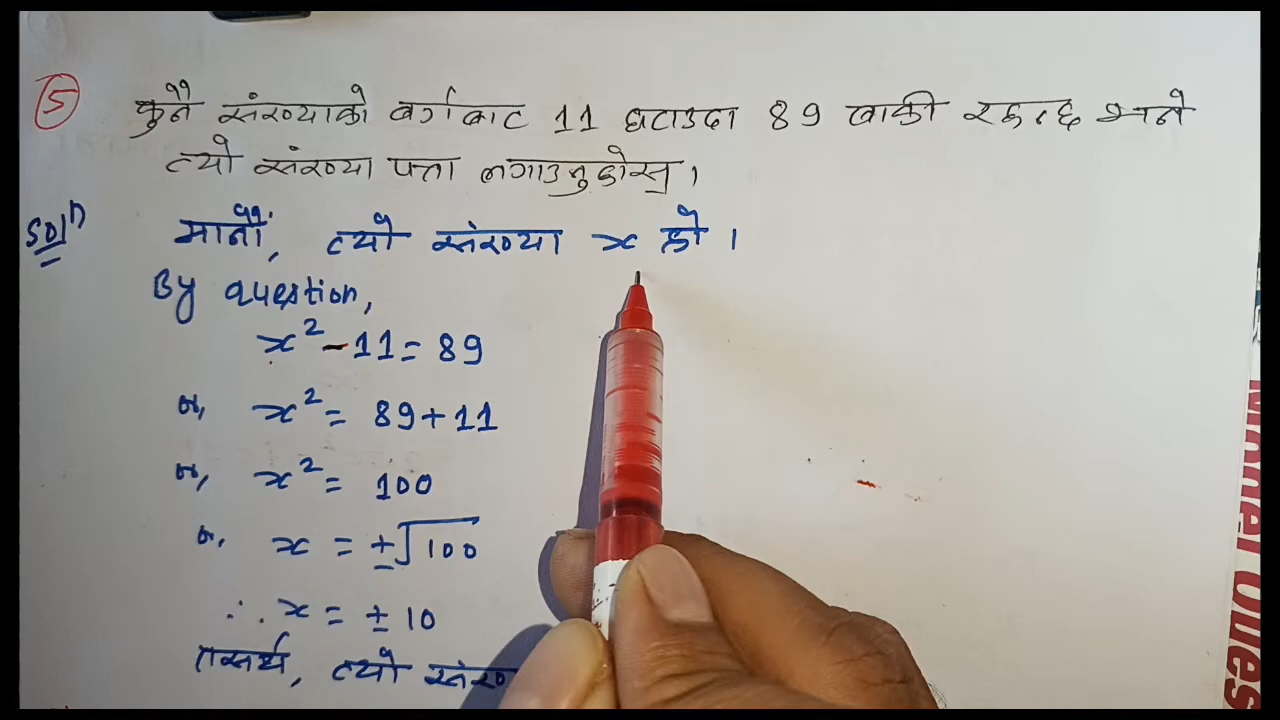 5 कुनै संख्याको वर्गबाट 11 घटाउदा 89 बाकी रहन्छ भने
त्यो संख्या पत्ता लगाउनुहोस् ।
Solⁿ मानौं, त्यो संख्या x हो ।
By question,
x² - 11 = 89
or, x² = 89 + 11
or, x² = 100
or, x = ±√100
∴ x = ± 10
तसर्थ, त्यो संख्